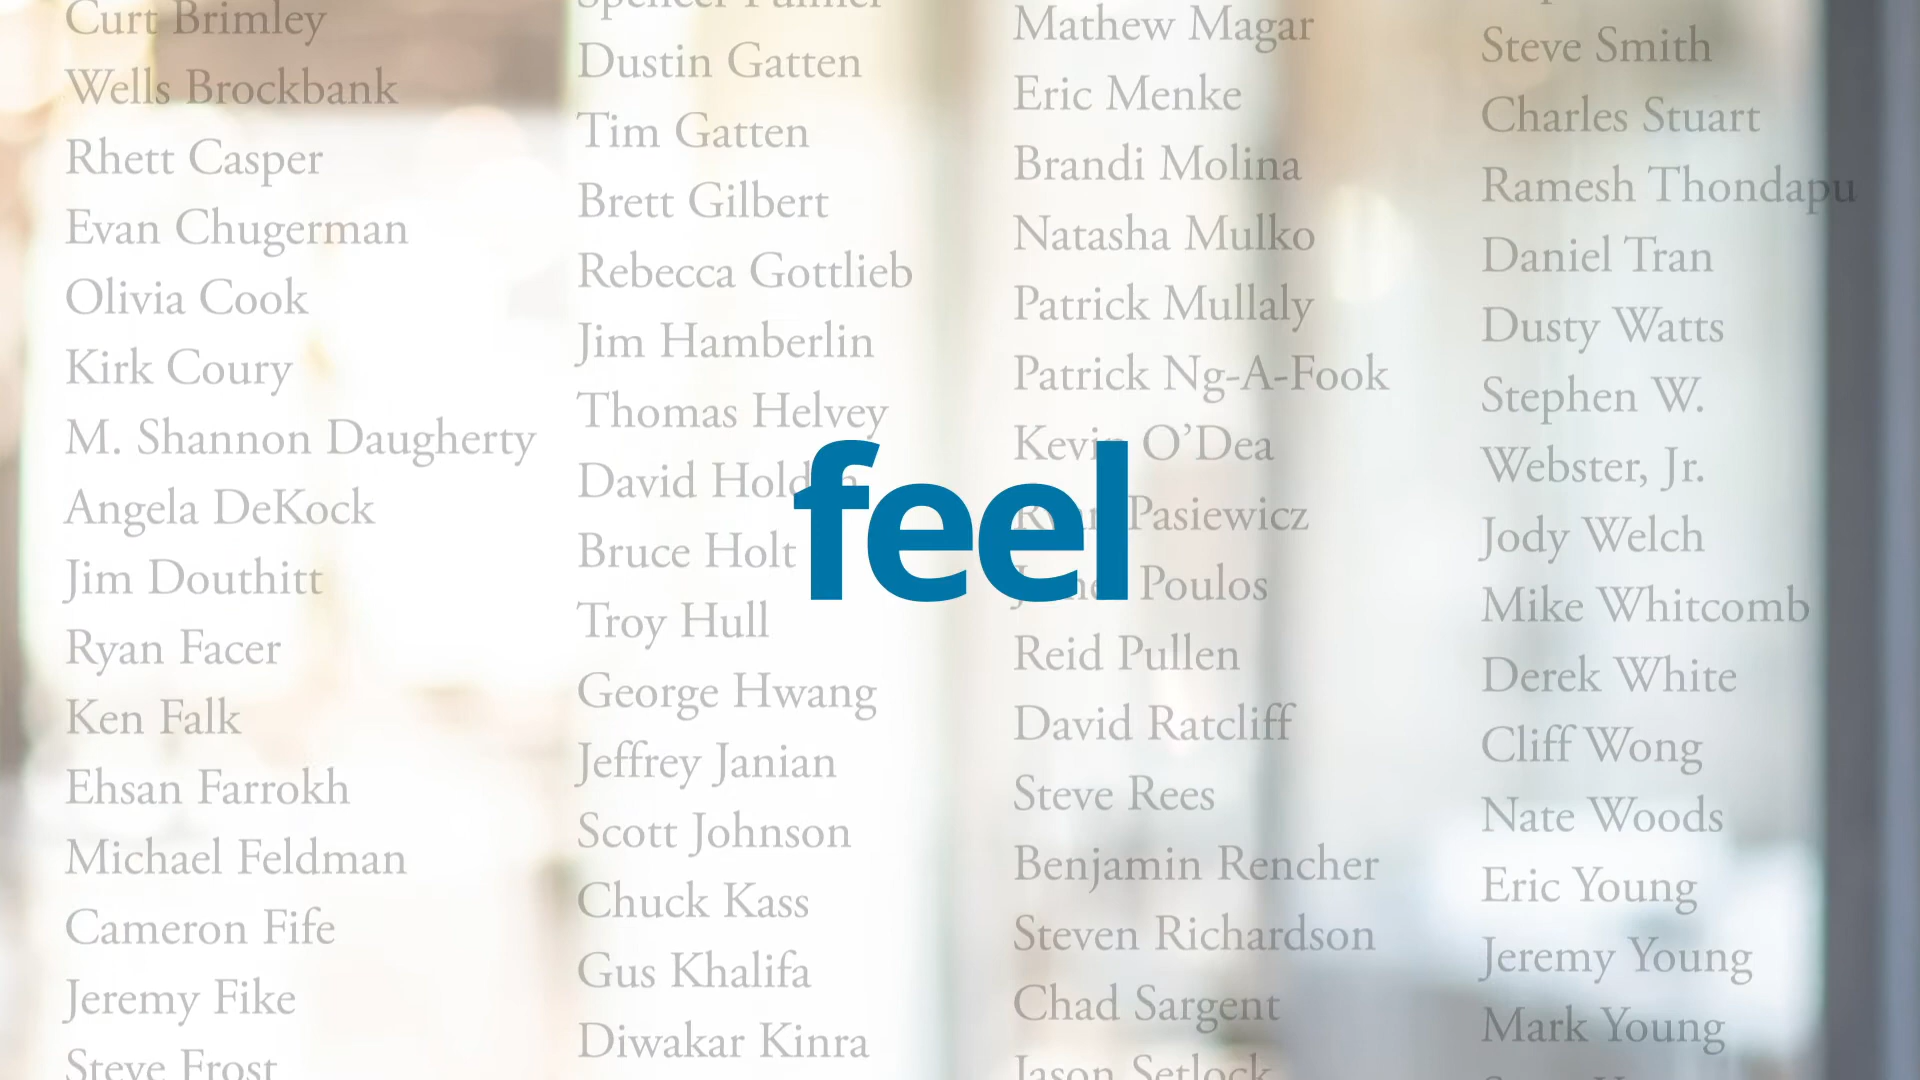 Curt Brimley
Wells Brockbank
Rhett Casper
Evan Chugerman
Olivia Cook
Kirk Coury
M. Shannon Daugherty
Angela DeKock
Jim Douthitt
Ryan Facer
Ken Falk
Ehsan Farrokh
Michael Feldman
Cameron Fife
Jeremy Fike
Steve Frost
Spencer Palmer
Dustin Gatten
Tim Gatten
Brett Gilbert
Rebecca Gottlieb
Jim Hamberlin
Thomas Helvey
David
Bruce Holt
Troy Hull
George Hwang
Jeffrey Janian
Scott Johnson
Chuck Kass
Gus Khalifa
Diwakar Kinra
feel
Mathew Magar
Eric Menke
Brandi Molina
Natasha Mulko
Patrick Mullaly
Patrick Ng-A-Fook
Kevin O’Dea
Ryan Pasiewicz
Poulos
Reid Pullen
David Ratcliff
Steve Rees
Benjamin Rencher
Steven Richardson
Chad Sargent
Jason Setlock
Steve Smith
Charles Stuart
Ramesh Thondapu
Daniel Tran
Dusty Watts
Stephen W.
Webster, Jr.
Jody Welch
Mike Whitcomb
Derek White
Cliff Wong
Nate Woods
Eric Young
Jeremy Young
Mark Young